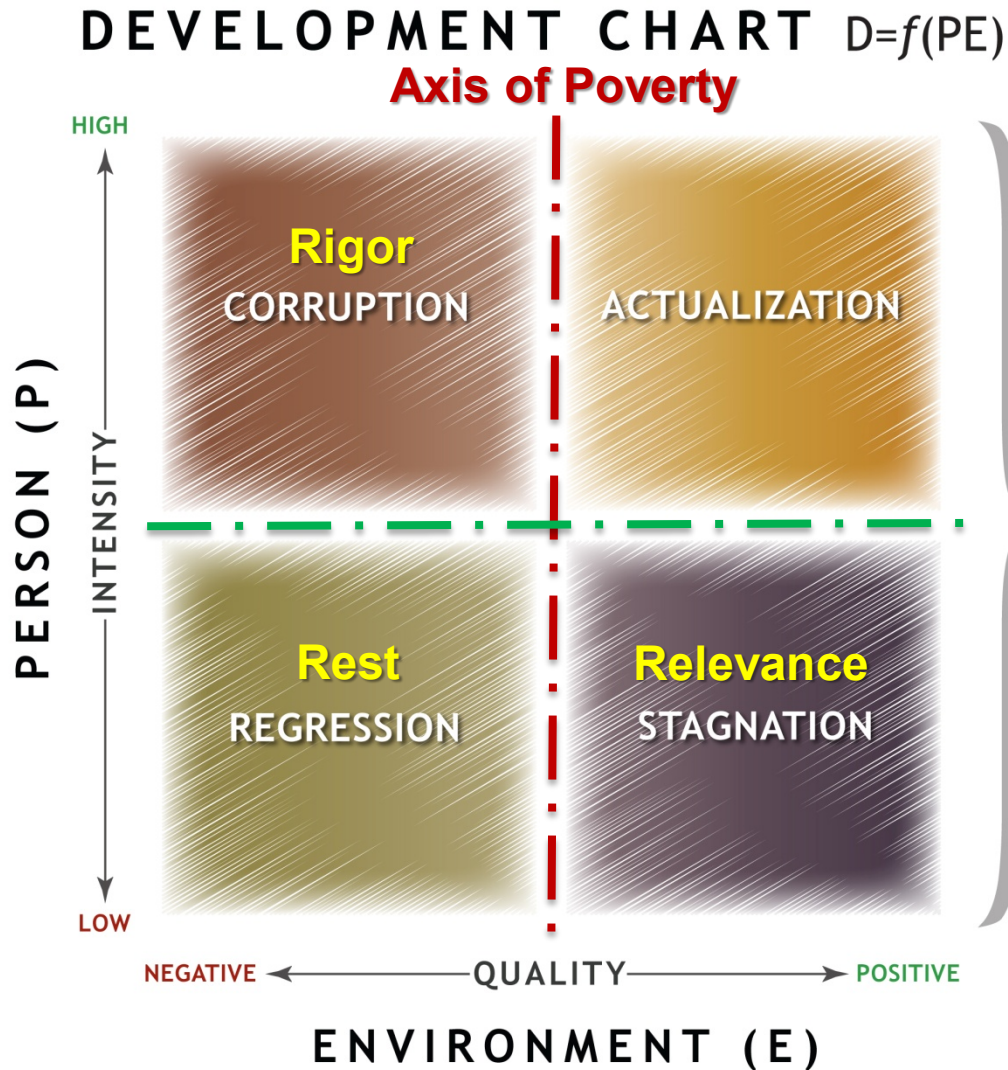 DEVELOPMENT CHART D=f(PE)
Axis of Poverty
HIGH
Rigor
CORRUPTION
ACTUALIZATION
PERSON (P)
INTENSITY
Rest
REGRESSION
Relevance
STAGNATION
LOW
NEGATIVE QUALITY POSITIVE
ENVIRONMENT (E)